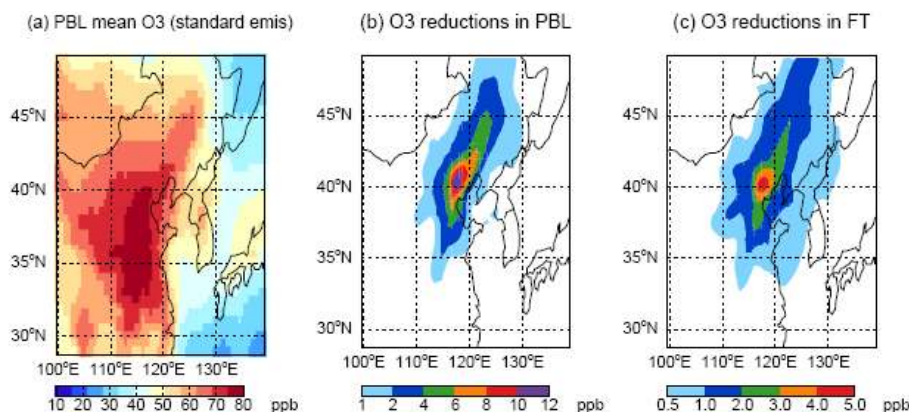 (a) PBL mean O3 (standard emis)
(b) O3 reductions in PBL
(c) O3 reductions in FT
45°N
40°N
35°N
30°N
100°E 110°E 120°E 130°E
10 20 30 40 50 60 70 80 ppb
45°N
40°N
35°N
30°N
100°E 110°E 120°E 130°E
1 2 4 6 8 10 12 ppb
45°N
40°N
35°N
30°N
100°E 110°E 120°E 130°E
0.5 1.0 2.0 3.0 4.0 5.0 ppb